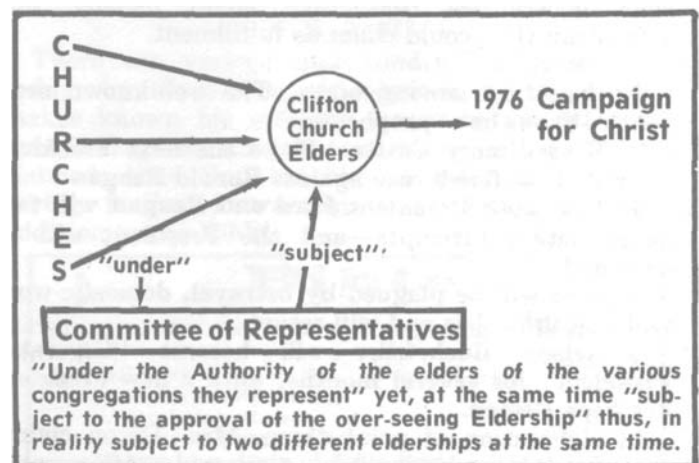 CHURCHES
Clifton
Church
Elders
1976 Campaign
for Christ
"under"
"subject"
Committee of Representatives
"Under the Authority of the elders of the various
congregations they represent" yet, at the same time "sub-
ject to the approval of the over-seeing Eldership" thus, in
reality subject to two different elderships at the same time.